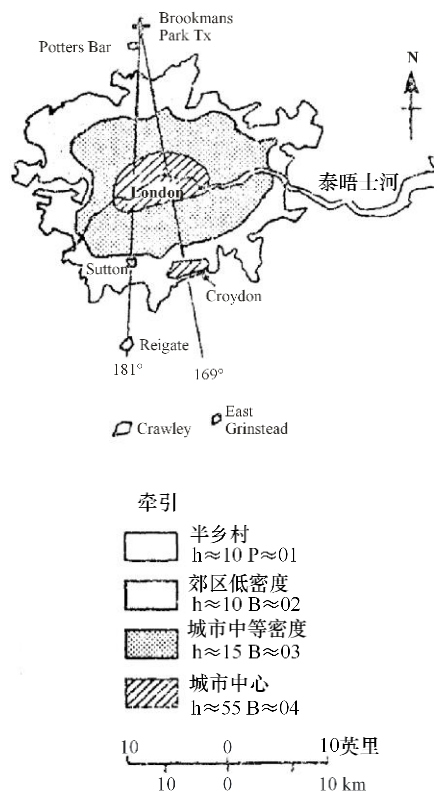 Brookmans
Park Tx
Potters Bar
N
London
泰晤士河
Sutton
Croydon
Reigate
181°
169°
Crawley
East
Grinstead
牵引
半乡村
h≈10 P≈01
郊区低密度
h≈10 B≈02
城市中等密度
h≈15 B≈03
城市中心
h≈55 B≈04
10 0 10英里
10 0 10 km